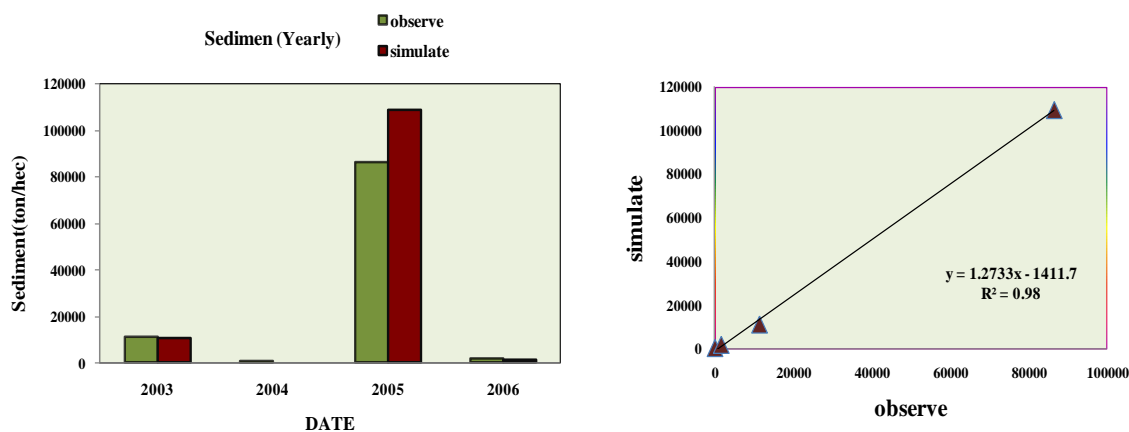 Sedimen (Yearly)
observe
simulate
Sediment(ton/hec)
120000
100000
80000
60000
40000
20000
0
2003 2004 2005 2006
DATE
simulate
120000
100000
80000
60000
40000
20000
0
y = 1.2733x - 1411.7
R² = 0.98
0 20000 40000 60000 80000 100000
observe